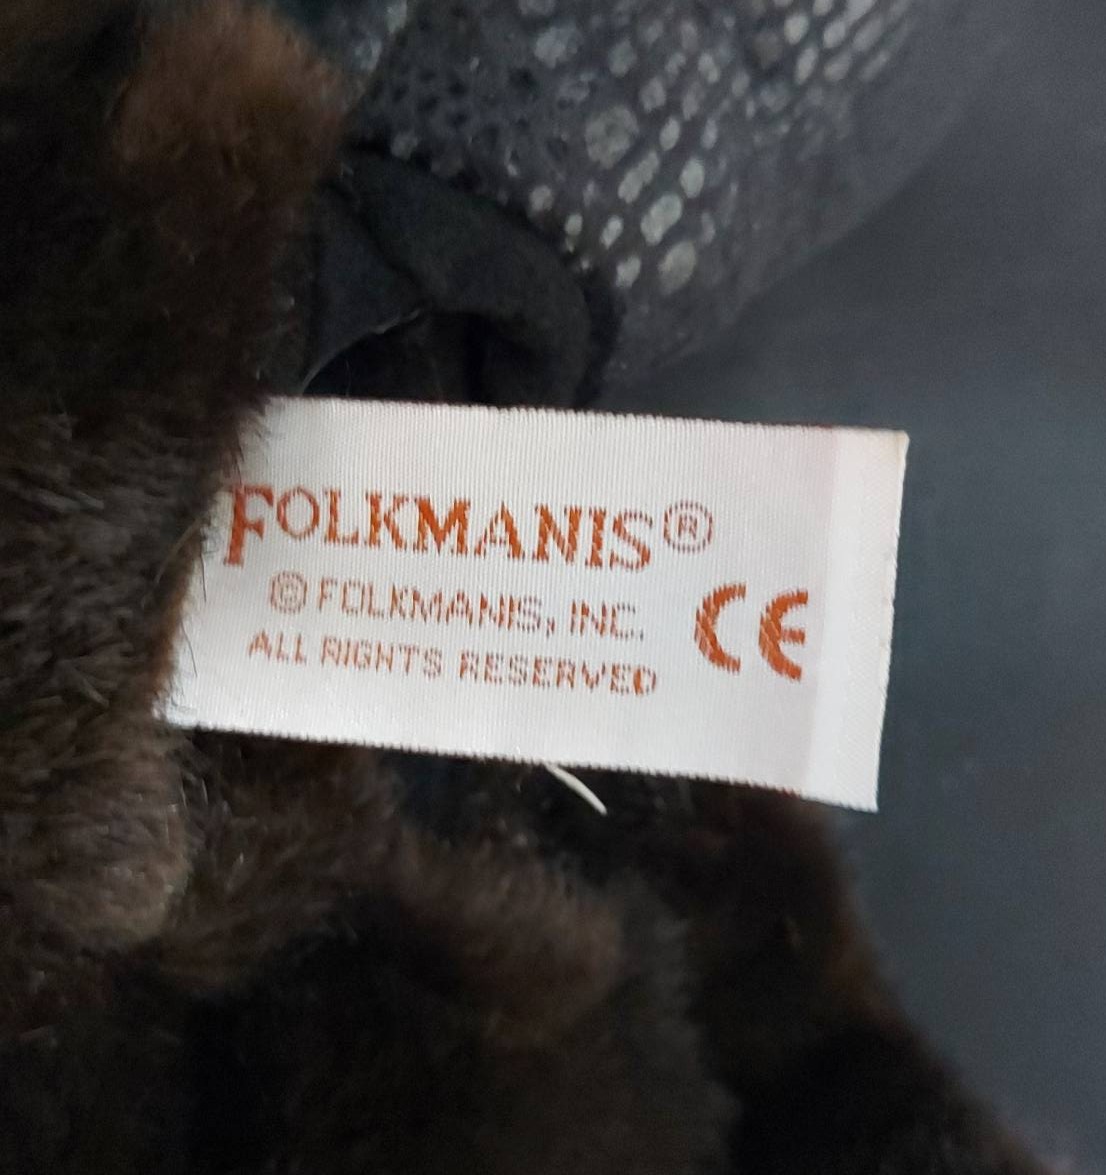 FOLKMANIS®
© FOLKMANIS, INC.
ALL RIGHTS RESERVED
CE